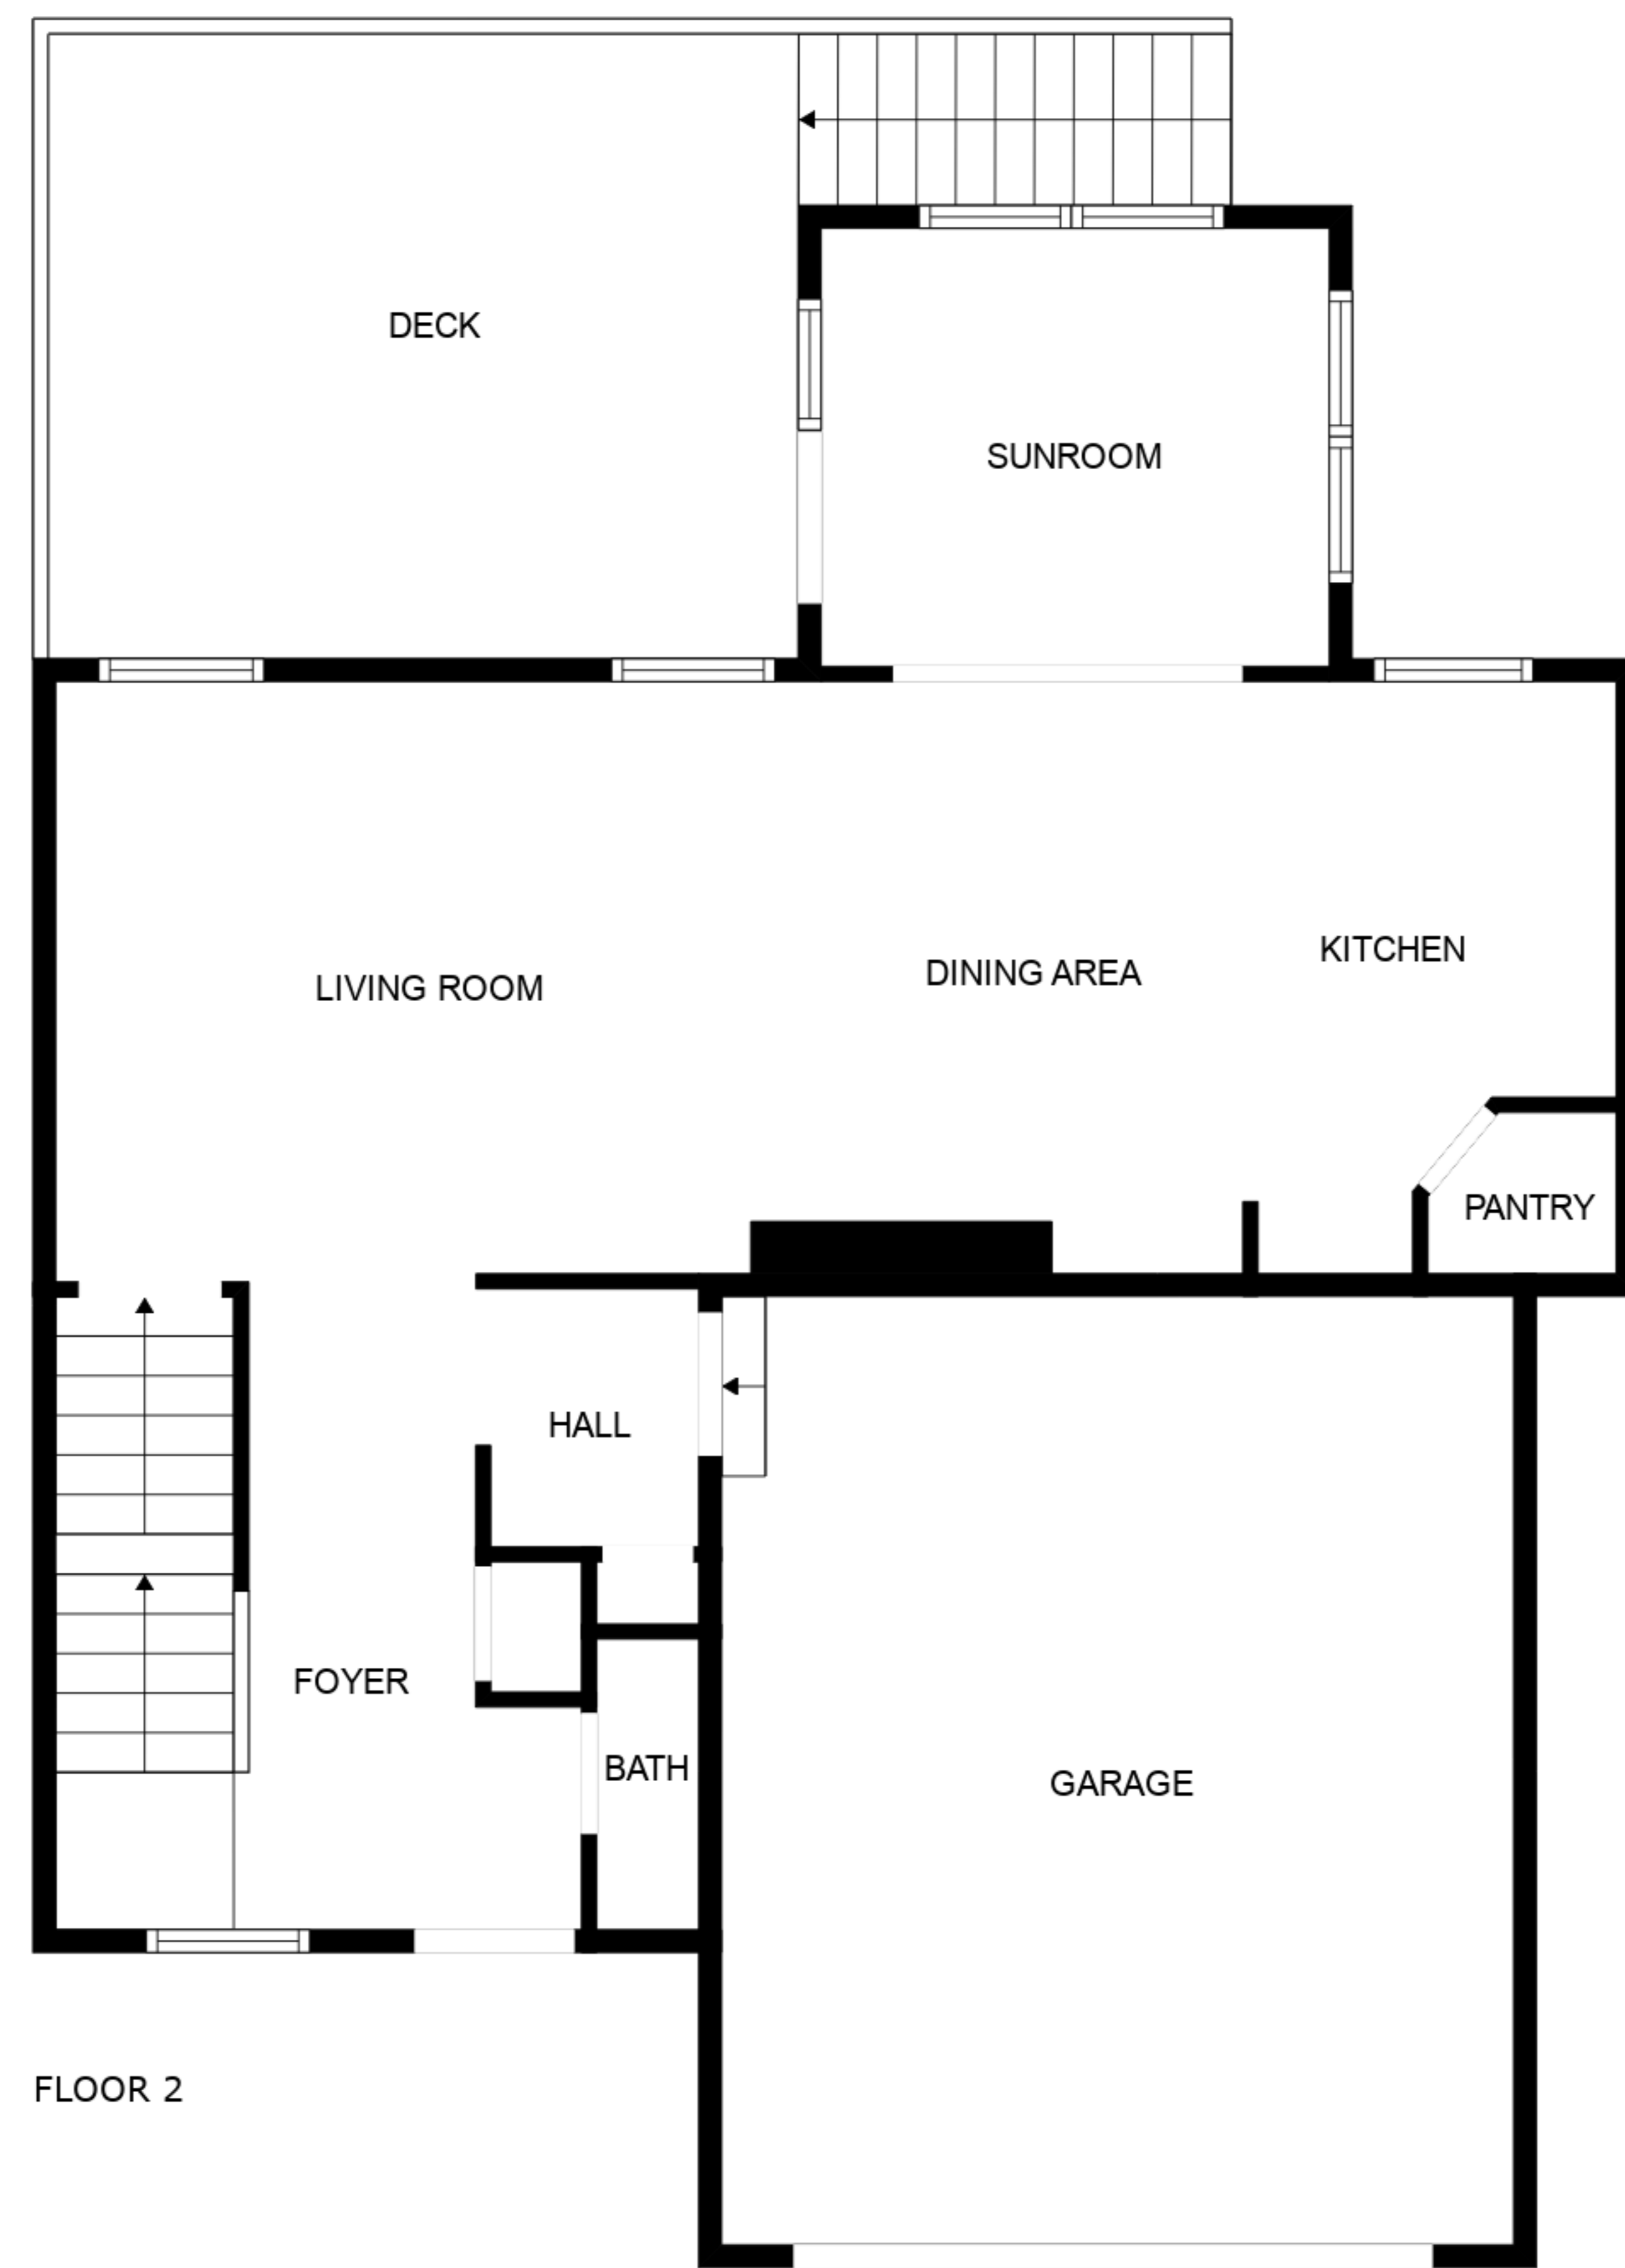 DECK
SUNROOM
KITCHEN
DINING AREA
LIVING ROOM
PANTRY
HALL
FOYER
BATH
GARAGE
FLOOR 2